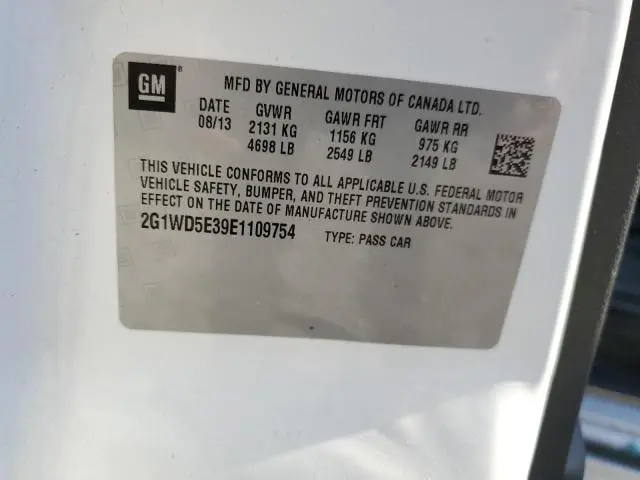 GM ®
MFD BY GENERAL MOTORS OF CANADA LTD.
DATE GVWR GAWR FRT GAWR RR
08/13 2131 KG 1156 KG 975 KG
4698 LB 2549 LB 2149 LB
THIS VEHICLE CONFORMS TO ALL APPLICABLE U.S. FEDERAL MOTOR
VEHICLE SAFETY, BUMPER, AND THEFT PREVENTION STANDARDS IN
EFFECT ON THE DATE OF MANUFACTURE SHOWN ABOVE.
2G1WD5E39E1109754 TYPE: PASS CAR